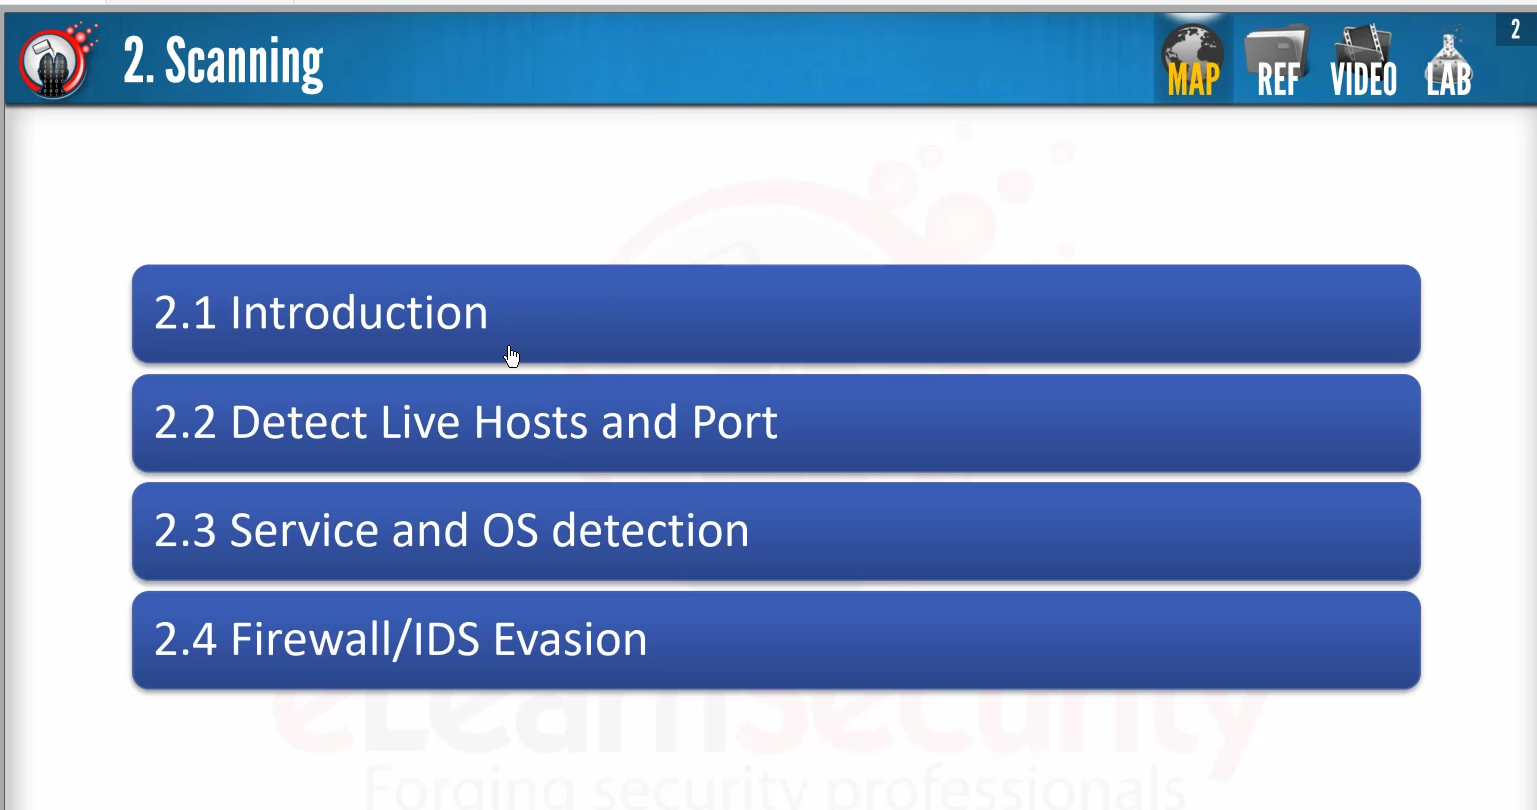 2. Scanning
MAP
REF
VIDEO
LAB
2
2.1 Introduction
2.2 Detect Live Hosts and Port
2.3 Service and OS detection
2.4 Firewall/IDS Evasion
eLearnSecurity
Forging security professionals